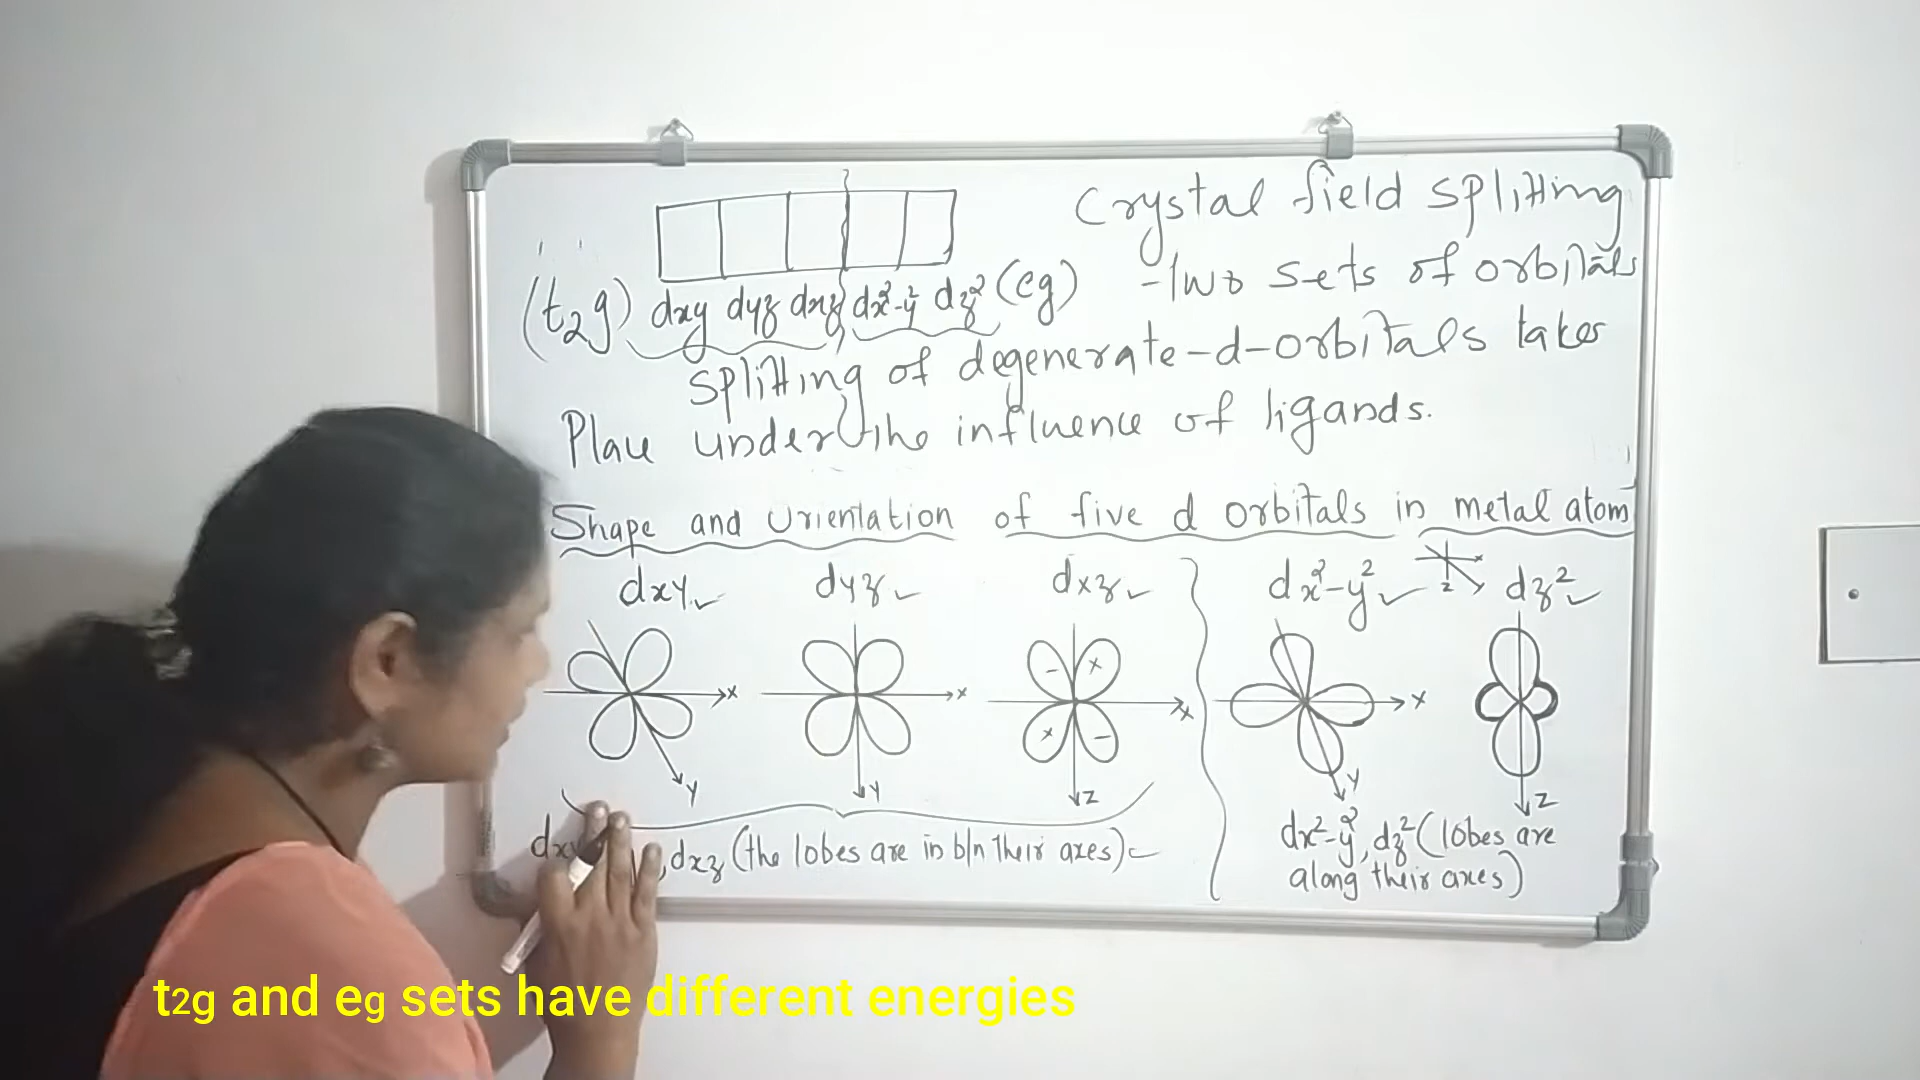 Crystal field splitting
(t2g) dxy dyz dxz dx²-y² dz² (eg)
- Two sets of orbitals
splitting of degenerate-d-orbitals takes
Place under the influence of ligands.
Shape and Orientation of five d orbitals in metal atom
dxy dyz dxz dx²-y² dz²
x
z
x x x x
Y Y Z Y Z
- +
+ -
dx²-y², dz² (lobes are
along their axes)
, dxz (the lobes are in b/n their axes)
t2g and eg sets have different energies